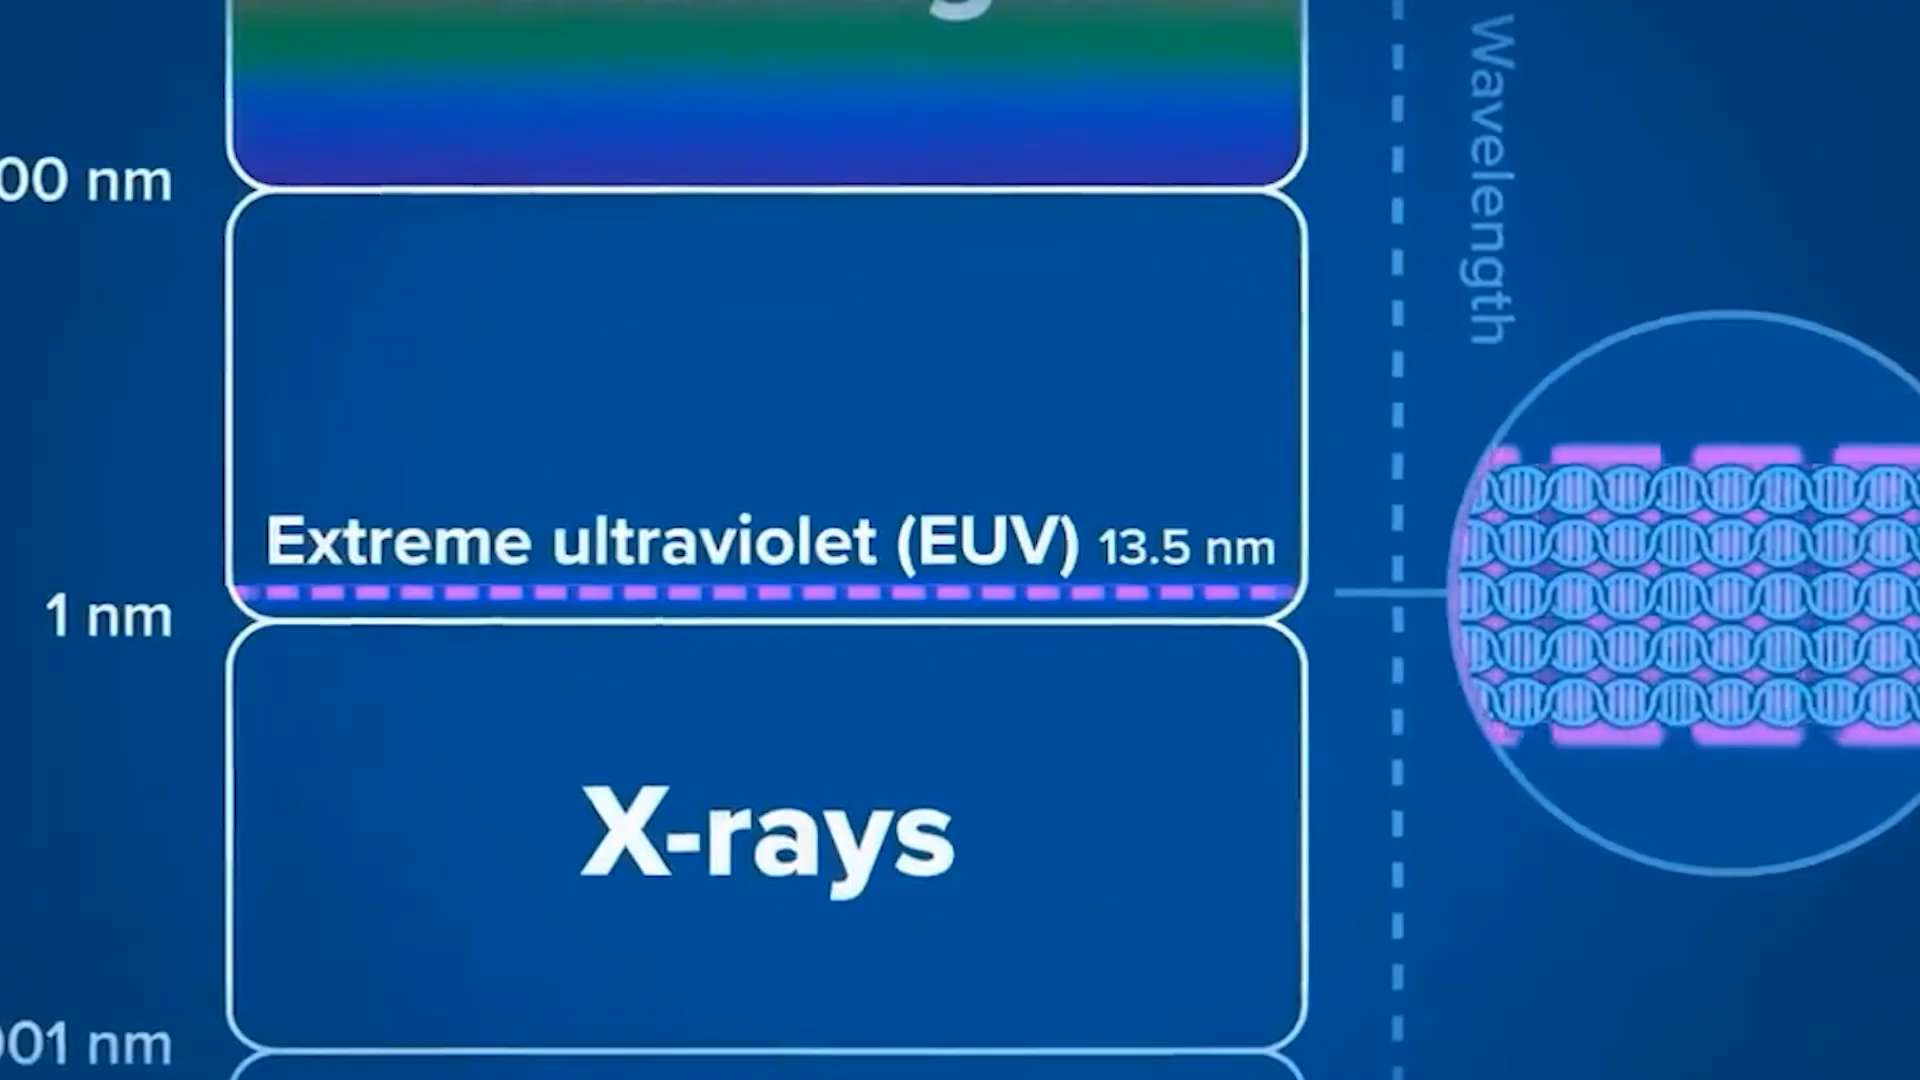 Wavelength
00 nm
Extreme ultraviolet (EUV) 13.5 nm
1 nm
X-rays
001 nm